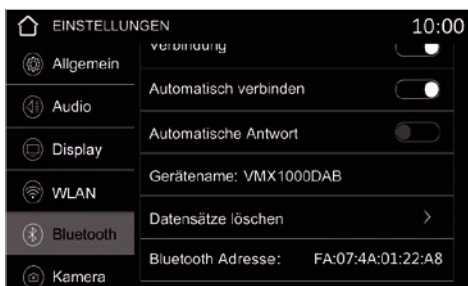 EINSTELLUNGEN 10:00
Verbindung
Allgemein
Automatisch verbinden
Audio
Automatische Antwort
Display
Gerätename: VMX1000DAB
WLAN
Datensätze löschen
Bluetooth
Bluetooth Adresse: FA:07:4A:01:22:A8
Kamera